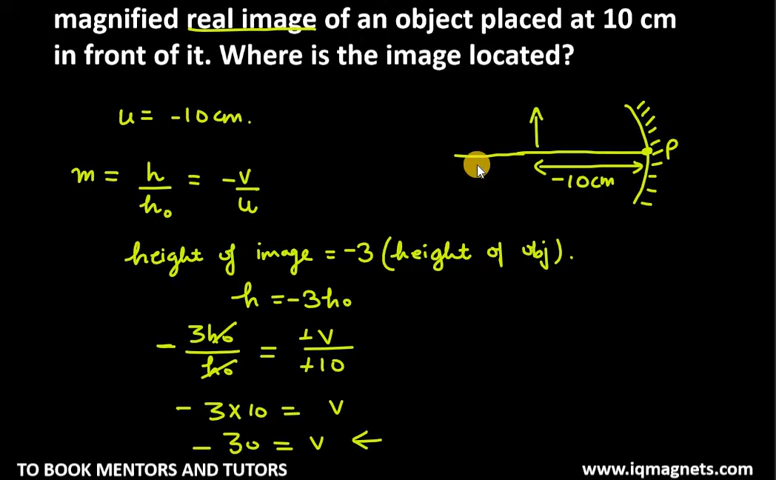 magnified real image of an object placed at 10 cm
in front of it. Where is the image located?
u = -10 cm.
P
-10cm
m = h/h₀ = -v/u
height of image = -3 (height of obj).
h = -3h₀
- 3h₀/h₀ = +v/+10
- 3×10 = v
- 30 = v ←
TO BOOK MENTORS AND TUTORS
www.iqmagnets.com